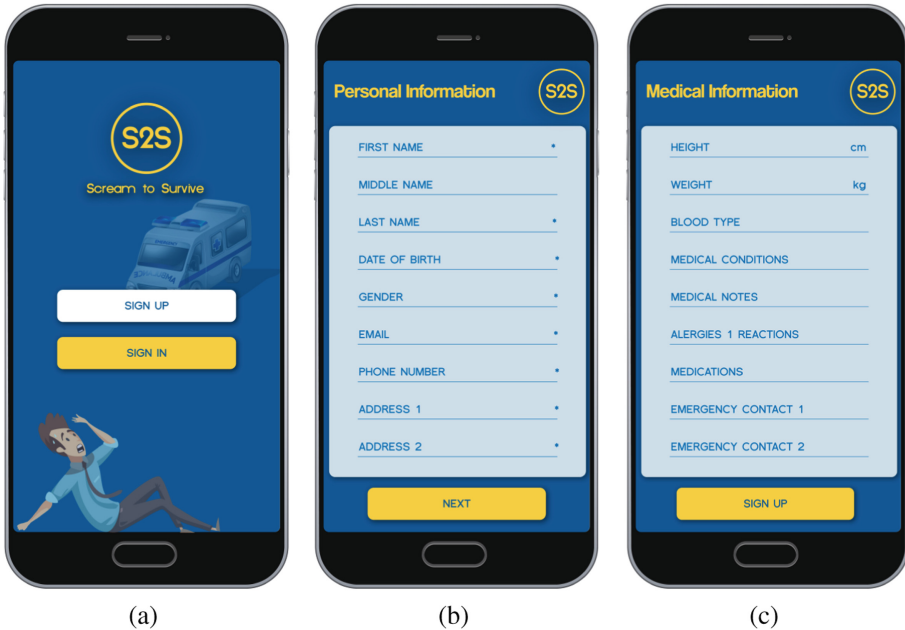 S2S
Scream to Survive
SIGN UP
SIGN IN
(a)
Personal Information
S2S
FIRST NAME *
MIDDLE NAME
LAST NAME *
DATE OF BIRTH *
GENDER *
EMAIL *
PHONE NUMBER *
ADDRESS 1 *
ADDRESS 2 *
NEXT
(b)
Medical Information
S2S
HEIGHT cm
WEIGHT kg
BLOOD TYPE
MEDICAL CONDITIONS
MEDICAL NOTES
ALERGIES 1 REACTIONS
MEDICATIONS
EMERGENCY CONTACT 1
EMERGENCY CONTACT 2
SIGN UP
(c)